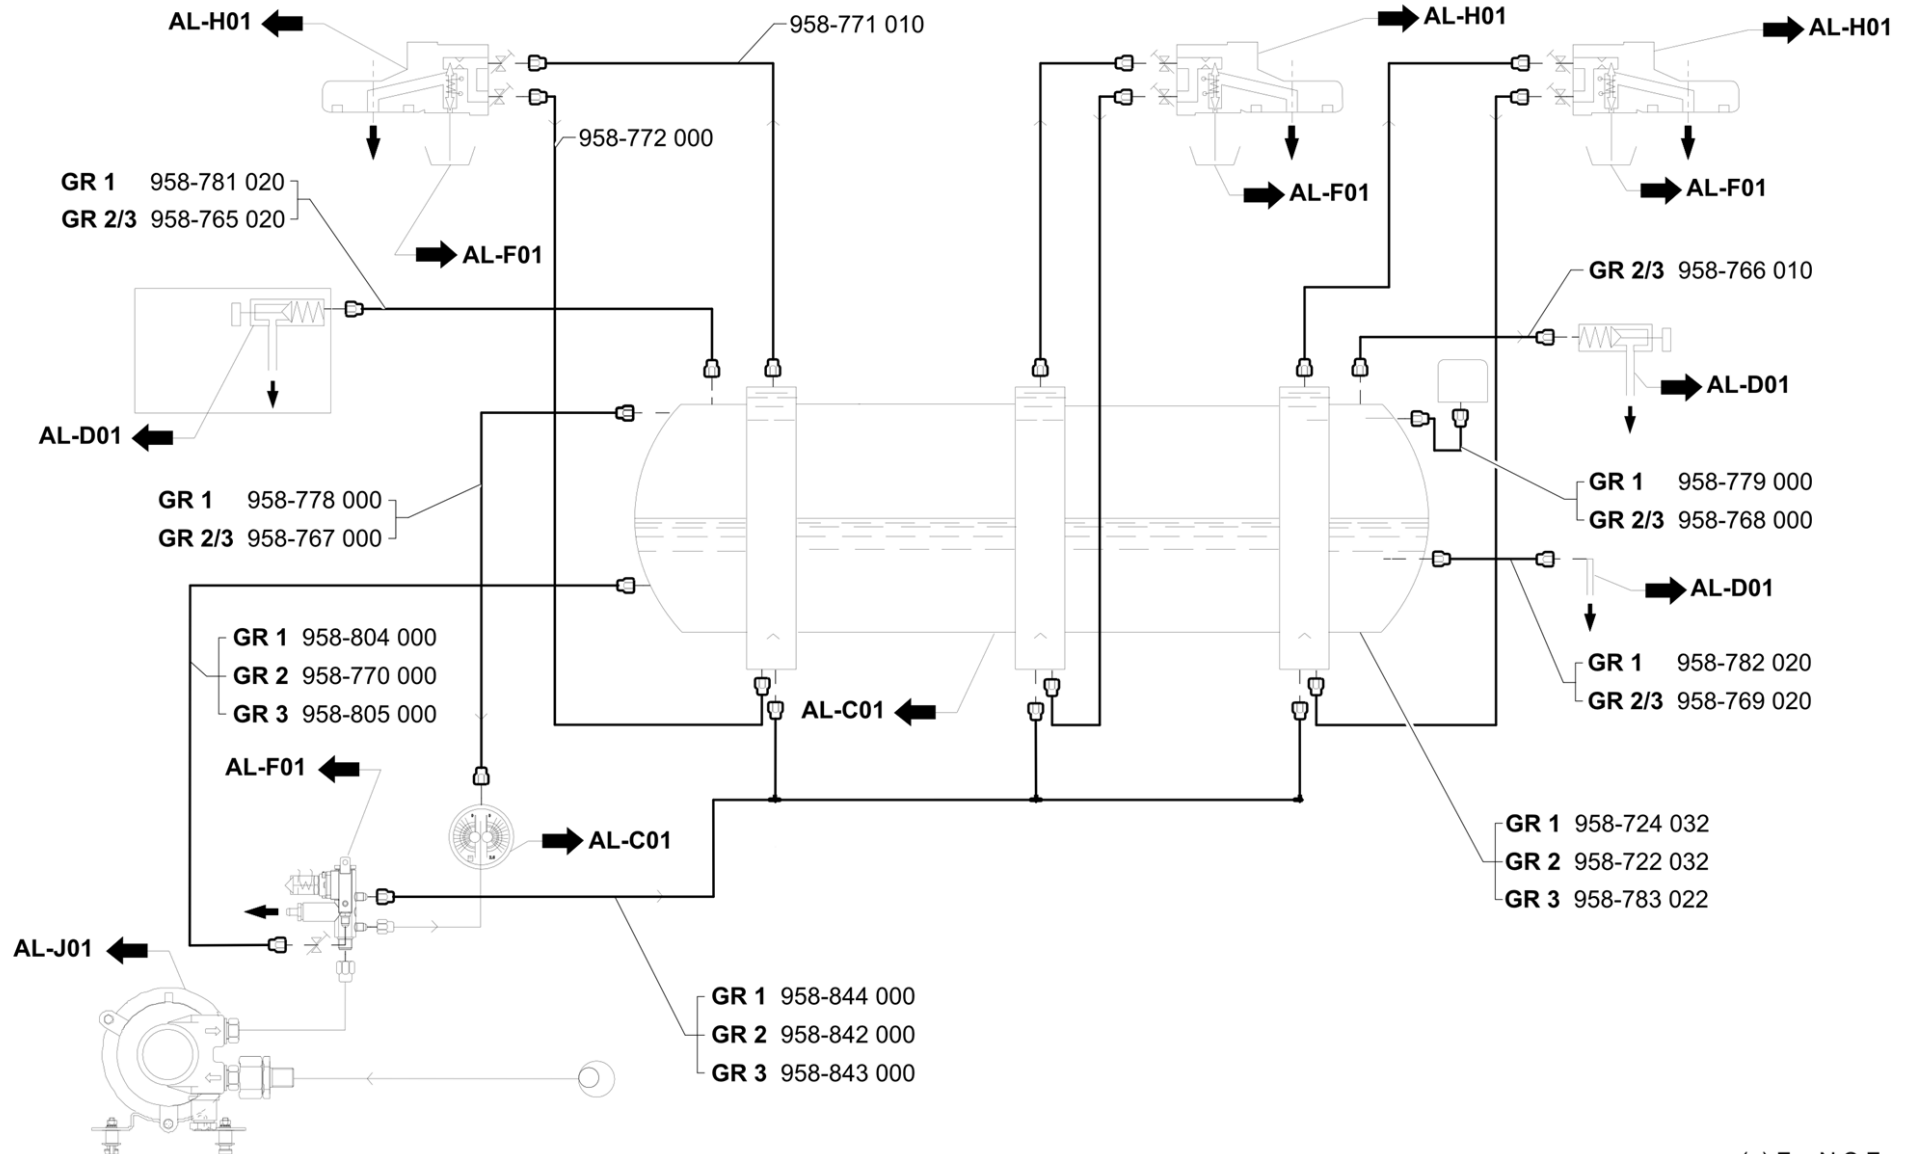 AL-H01
958-771 010
AL-H01
AL-H01
958-772 000
GR 1 958-781 020
GR 2/3 958-765 020
AL-F01
AL-F01
AL-F01
GR 2/3 958-766 010
AL-D01
AL-D01
GR 1 958-778 000
GR 2/3 958-767 000
GR 1 958-779 000
GR 2/3 958-768 000
AL-D01
GR 1 958-804 000
GR 2 958-770 000
GR 3 958-805 000
GR 1 958-782 020
GR 2/3 958-769 020
AL-C01
AL-F01
AL-C01
GR 1 958-724 032
GR 2 958-722 032
GR 3 958-783 022
AL-J01
GR 1 958-844 000
GR 2 958-842 000
GR 3 958-843 000